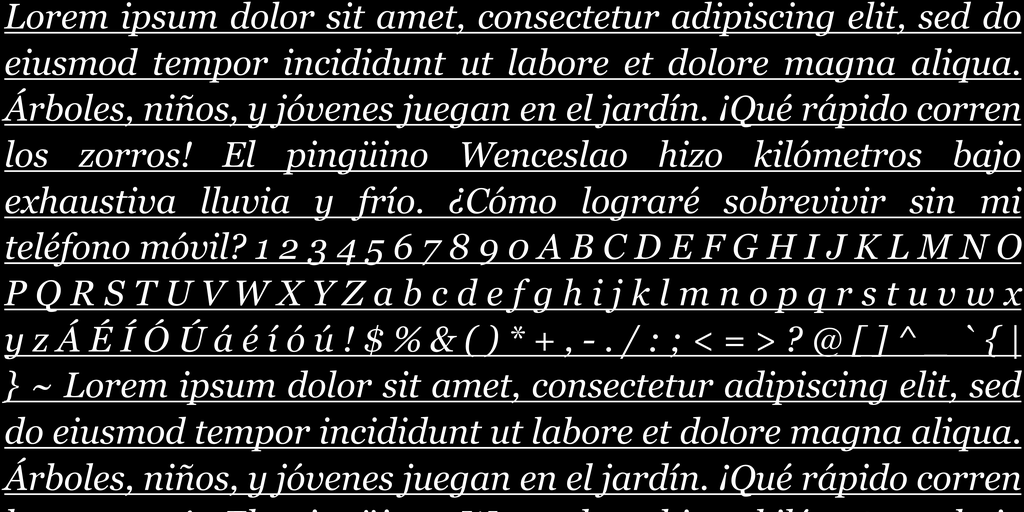 Lorem ipsum dolor sit amet, consectetur adipiscing elit, sed do
eiusmod tempor incididunt ut labore et dolore magna aliqua.
Árboles, niños, y jóvenes juegan en el jardín. ¡Qué rápido corren
los zorros! El pingüino Wenceslao hizo kilómetros bajo
exhaustiva lluvia y frío. ¿Cómo lograré sobrevivir sin mi
teléfono móvil? 1 2 3 4 5 6 7 8 9 0 A B C D E F G H I J K L M N O
P Q R S T U V W X Y Z a b c d e f g h i j k l m n o p q r s t u v w x
y z Á É Í Ó Ú á é í ó ú ! $ % & ( ) * + , - . / : ; < = > ? @ [ ] ^ _ ` { |
} ~ Lorem ipsum dolor sit amet, consectetur adipiscing elit, sed
do eiusmod tempor incididunt ut labore et dolore magna aliqua.
Árboles, niños, y jóvenes juegan en el jardín. ¡Qué rápido corren